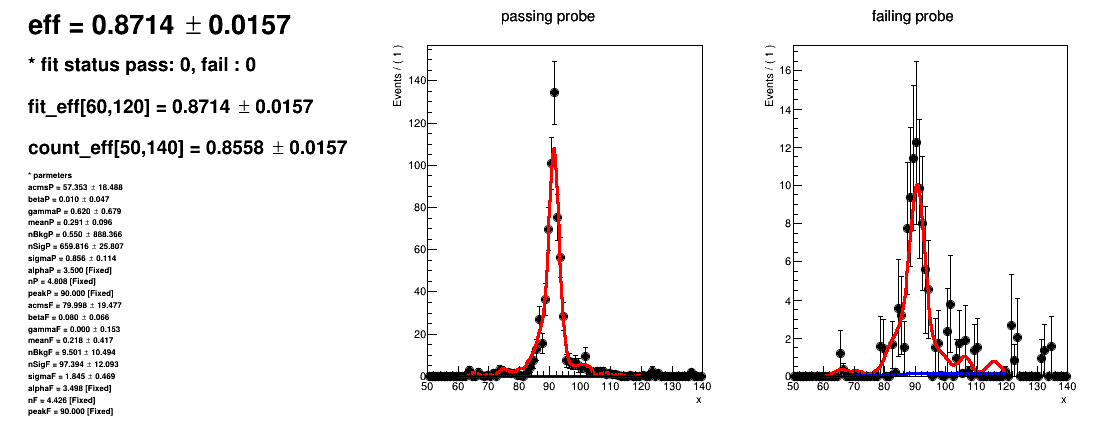 eff = 0.8714 ± 0.0157
* fit status pass: 0, fail : 0
fit_eff[60,120] = 0.8714 ± 0.0157
count_eff[50,140] = 0.8558 ± 0.0157
* parmeters
acmsP = 57.353 ± 18.488
betaP = 0.010 ± 0.047
gammaP = 0.620 ± 0.679
meanP = 0.291 ± 0.096
nBkgP = 0.550 ± 888.366
nSigP = 659.816 ± 25.807
sigmaP = 0.856 ± 0.114
alphaP = 3.500 [Fixed]
nP = 4.808 [Fixed]
peakP = 90.000 [Fixed]
acmsF = 79.998 ± 19.477
betaF = 0.080 ± 0.066
gammaF = 0.000 ± 0.153
meanF = 0.218 ± 0.417
nBkgF = 9.501 ± 10.494
nSigF = 97.394 ± 12.093
sigmaF = 1.845 ± 0.469
alphaF = 3.498 [Fixed]
nF = 4.426 [Fixed]
peakF = 90.000 [Fixed]
passing probe
Events / ( 1 )
140
120
100
80
60
40
20
0
50 60 70 80 90 100 110 120 130 140
x
failing probe
Events / ( 1 )
16
14
12
10
8
6
4
2
0
50 60 70 80 90 100 110 120 130 140
x